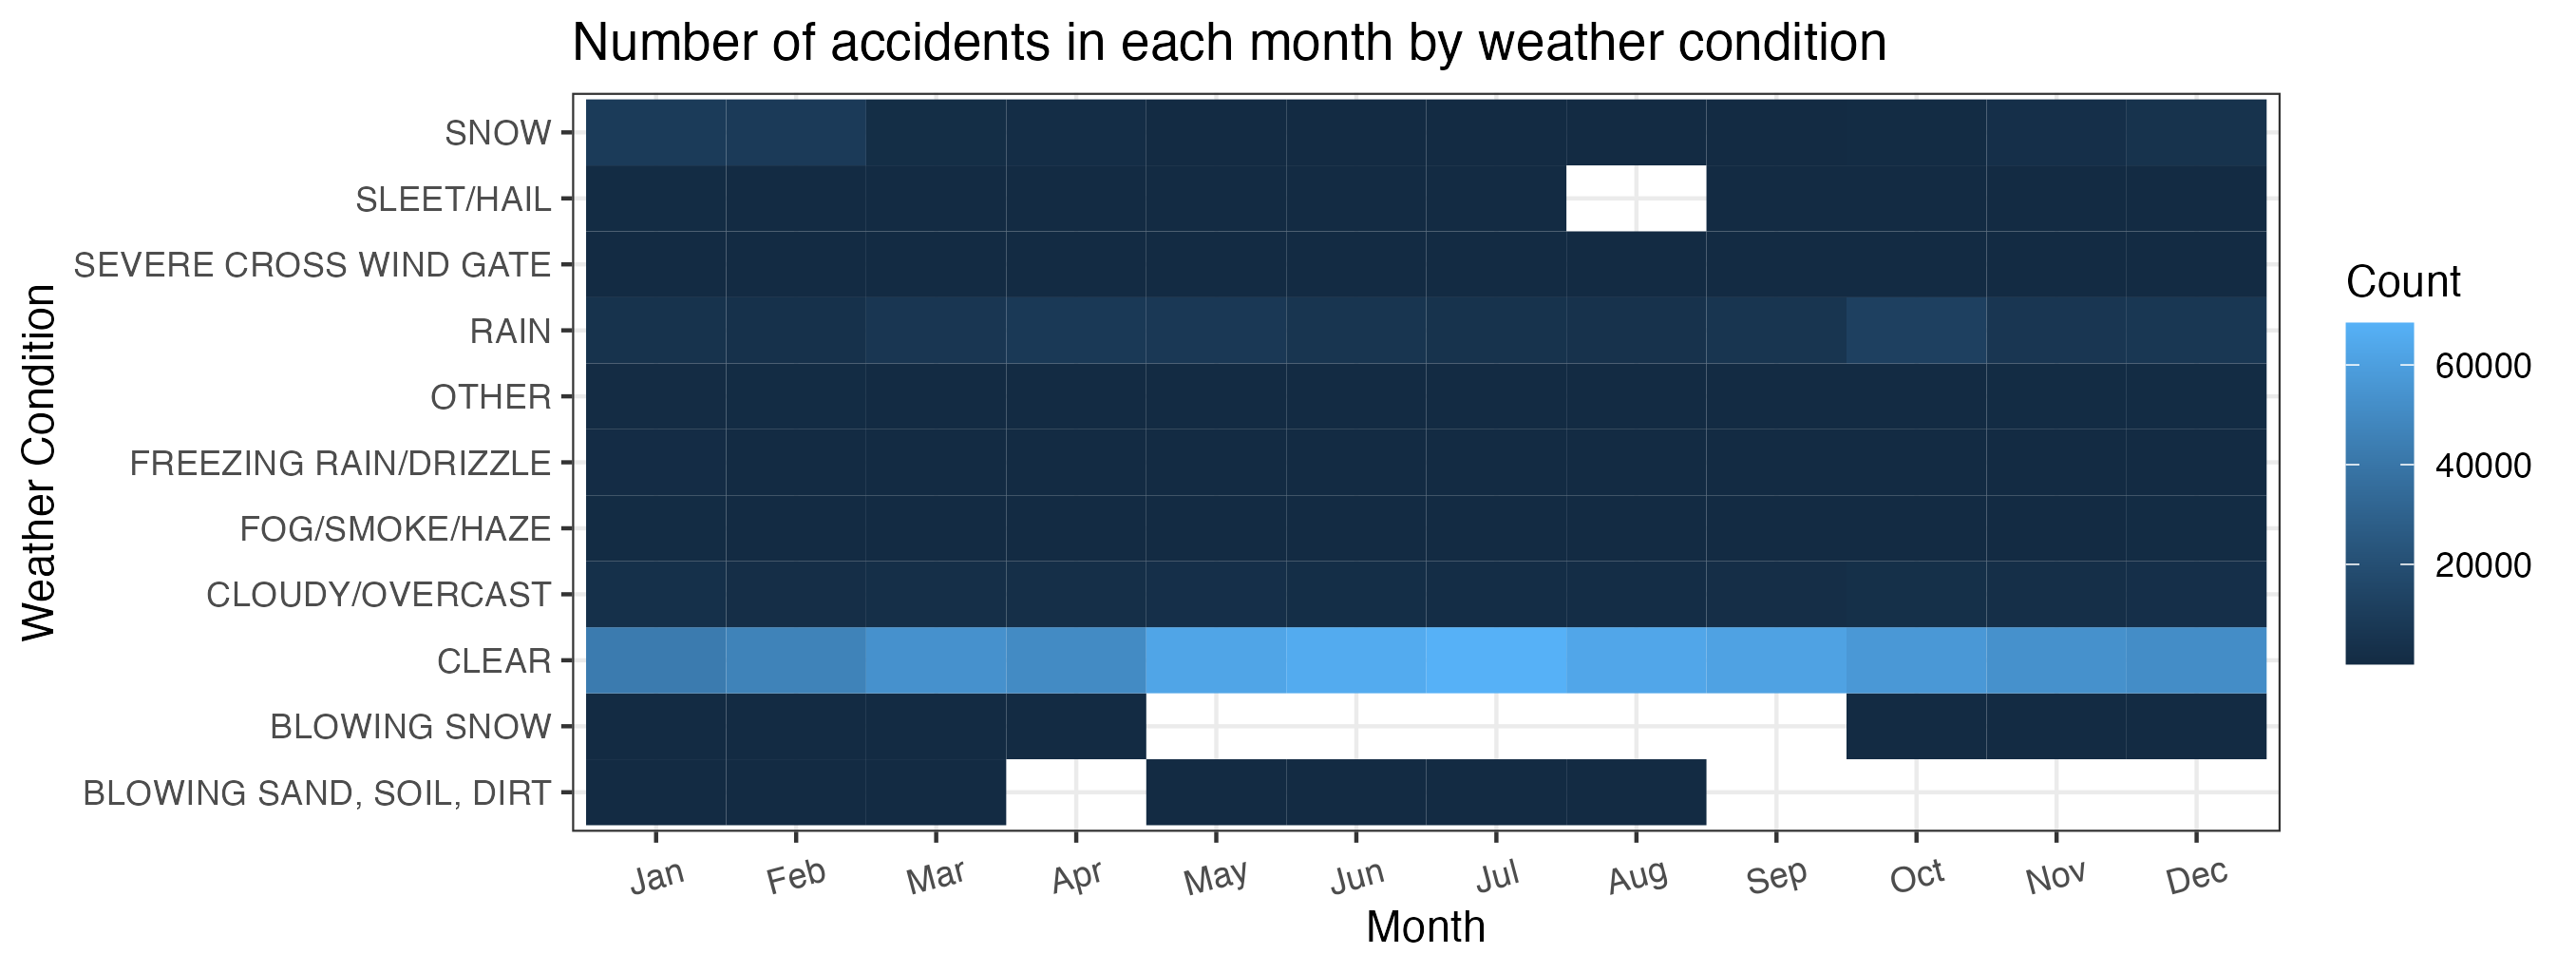 Number of accidents in each month by weather condition
Weather Condition
SNOW
SLEET/HAIL
SEVERE CROSS WIND GATE
RAIN
OTHER
FREEZING RAIN/DRIZZLE
FOG/SMOKE/HAZE
CLOUDY/OVERCAST
CLEAR
BLOWING SNOW
BLOWING SAND, SOIL, DIRT
Jan Feb Mar Apr May Jun Jul Aug Sep Oct Nov Dec
Month
Count
60000
40000
20000